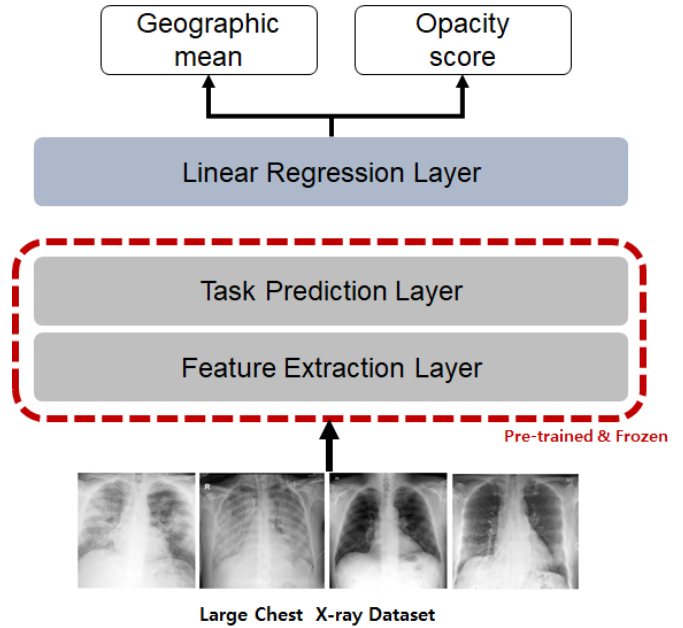 Geographic
mean
Opacity
score
Linear Regression Layer
Task Prediction Layer
Feature Extraction Layer
Pre-trained & Frozen
R
Large Chest X-ray Dataset